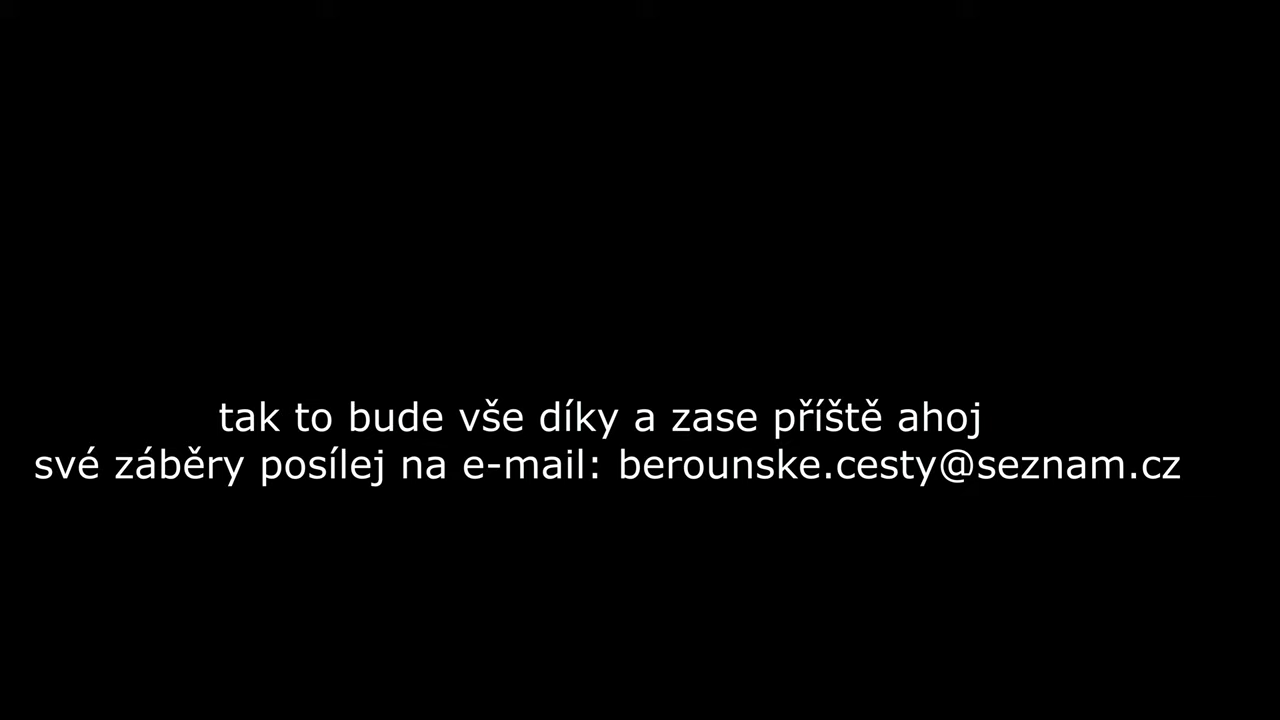 tak to bude vše díky a zase příště ahoj
své záběry posílej na e-mail: berounske.cesty@seznam.cz